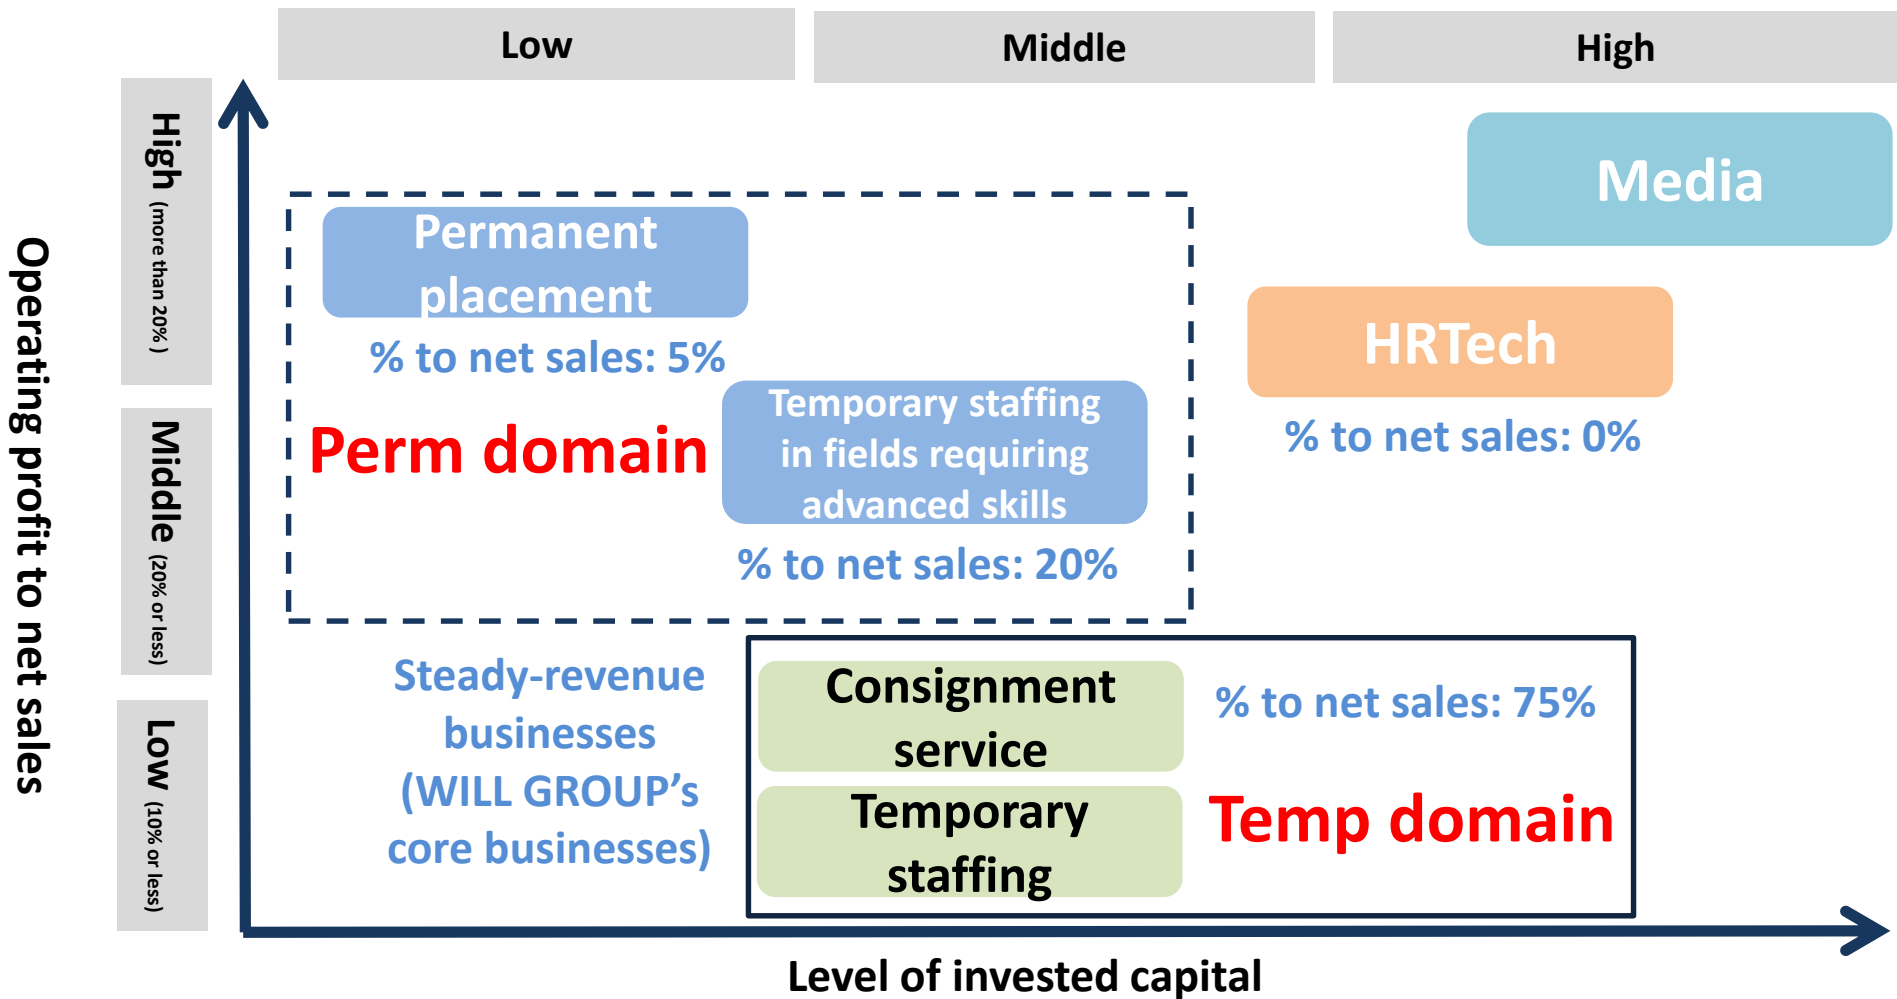 Low
Middle
High
Operating profit to net sales
High (more than 20%)
Middle (20% or less)
Low (10% or less)
Media
Permanent
placement
% to net sales: 5%
HRTech
% to net sales: 0%
Perm domain
Temporary staffing
in fields requiring
advanced skills
% to net sales: 20%
Steady-revenue
businesses
(WILL GROUP’s
core businesses)
Consignment
service
% to net sales: 75%
Temporary
staffing
Temp domain
Level of invested capital